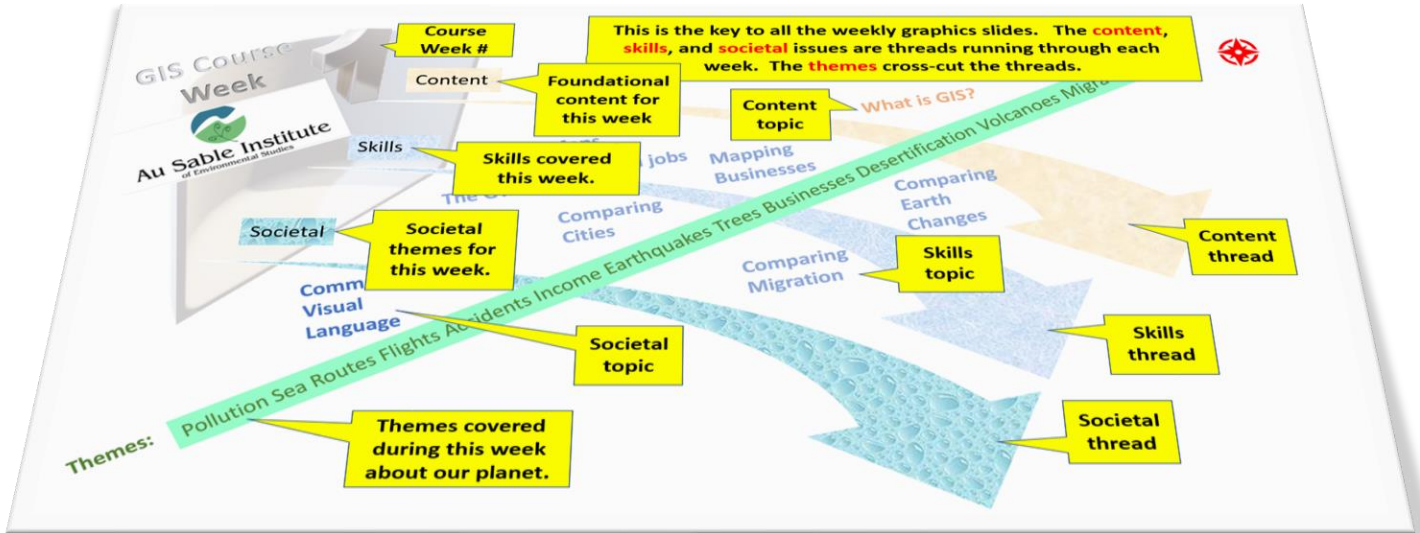 GIS Course
Week
1
Au Sable Institute
of Environmental Studies
Course
Week #
This is the key to all the weekly graphics slides. The content,
skills, and societal issues are threads running through each
week. The themes cross-cut the threads.
Content
Foundational
content for
this week
Content
topic
What is GIS?
Skills
Skills covered
this week.
jobs
Mapping
Businesses
The
Comparing
Cities
Comparing
Earth
Changes
Content
thread
Societal
Societal
themes for
this week.
Comparing
Migration
Skills
topic
Skills
thread
Visual
Language
Societal
topic
Societal
thread
Themes:
Pollution Sea Routes Flights Accidents Income Earthquakes Trees Businesses Desertification Volcanoes
Themes covered
during this week
about our planet.